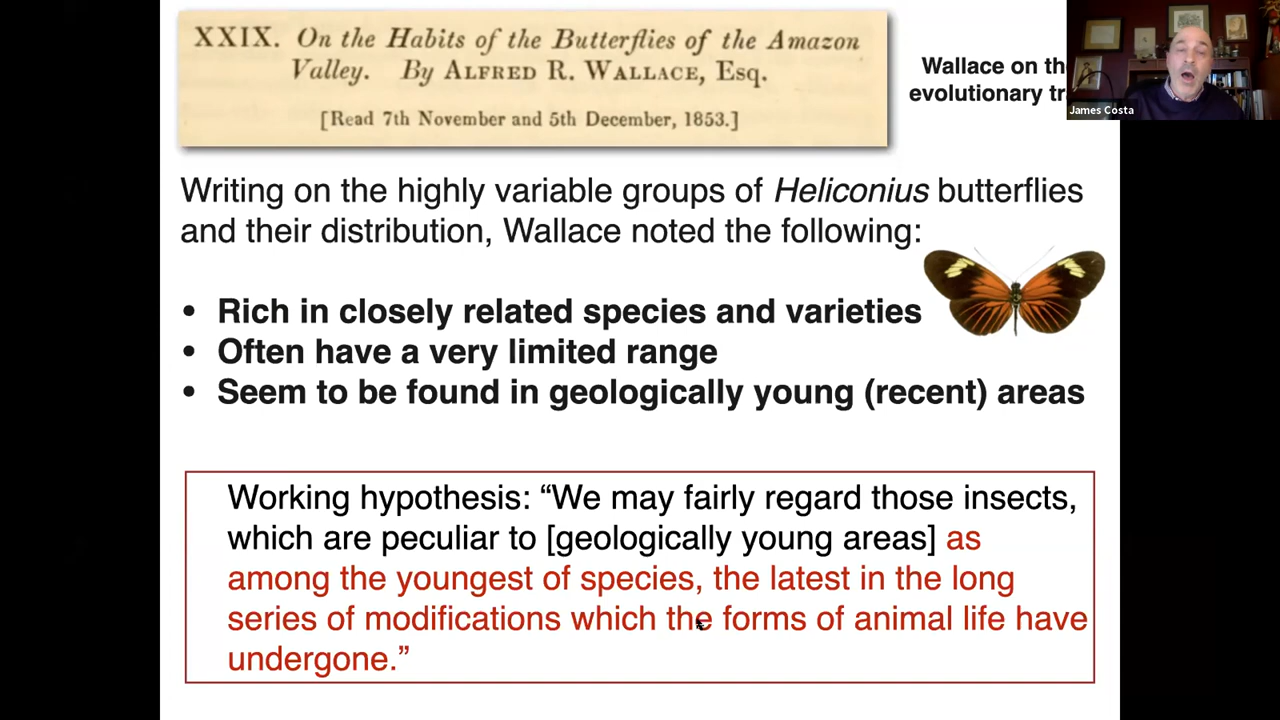 XXIX. On the Habits of the Butterflies of the Amazon
Valley. By ALFRED R. WALLACE, Esq.
[Read 7th November and 5th December, 1853.]
Wallace on
evolutionary
James Costa
Writing on the highly variable groups of Heliconius butterflies
and their distribution, Wallace noted the following:
• Rich in closely related species and varieties
• Often have a very limited range
• Seem to be found in geologically young (recent) areas
Working hypothesis: “We may fairly regard those insects,
which are peculiar to [geologically young areas] as
among the youngest of species, the latest in the long
series of modifications which the forms of animal life have
undergone.”